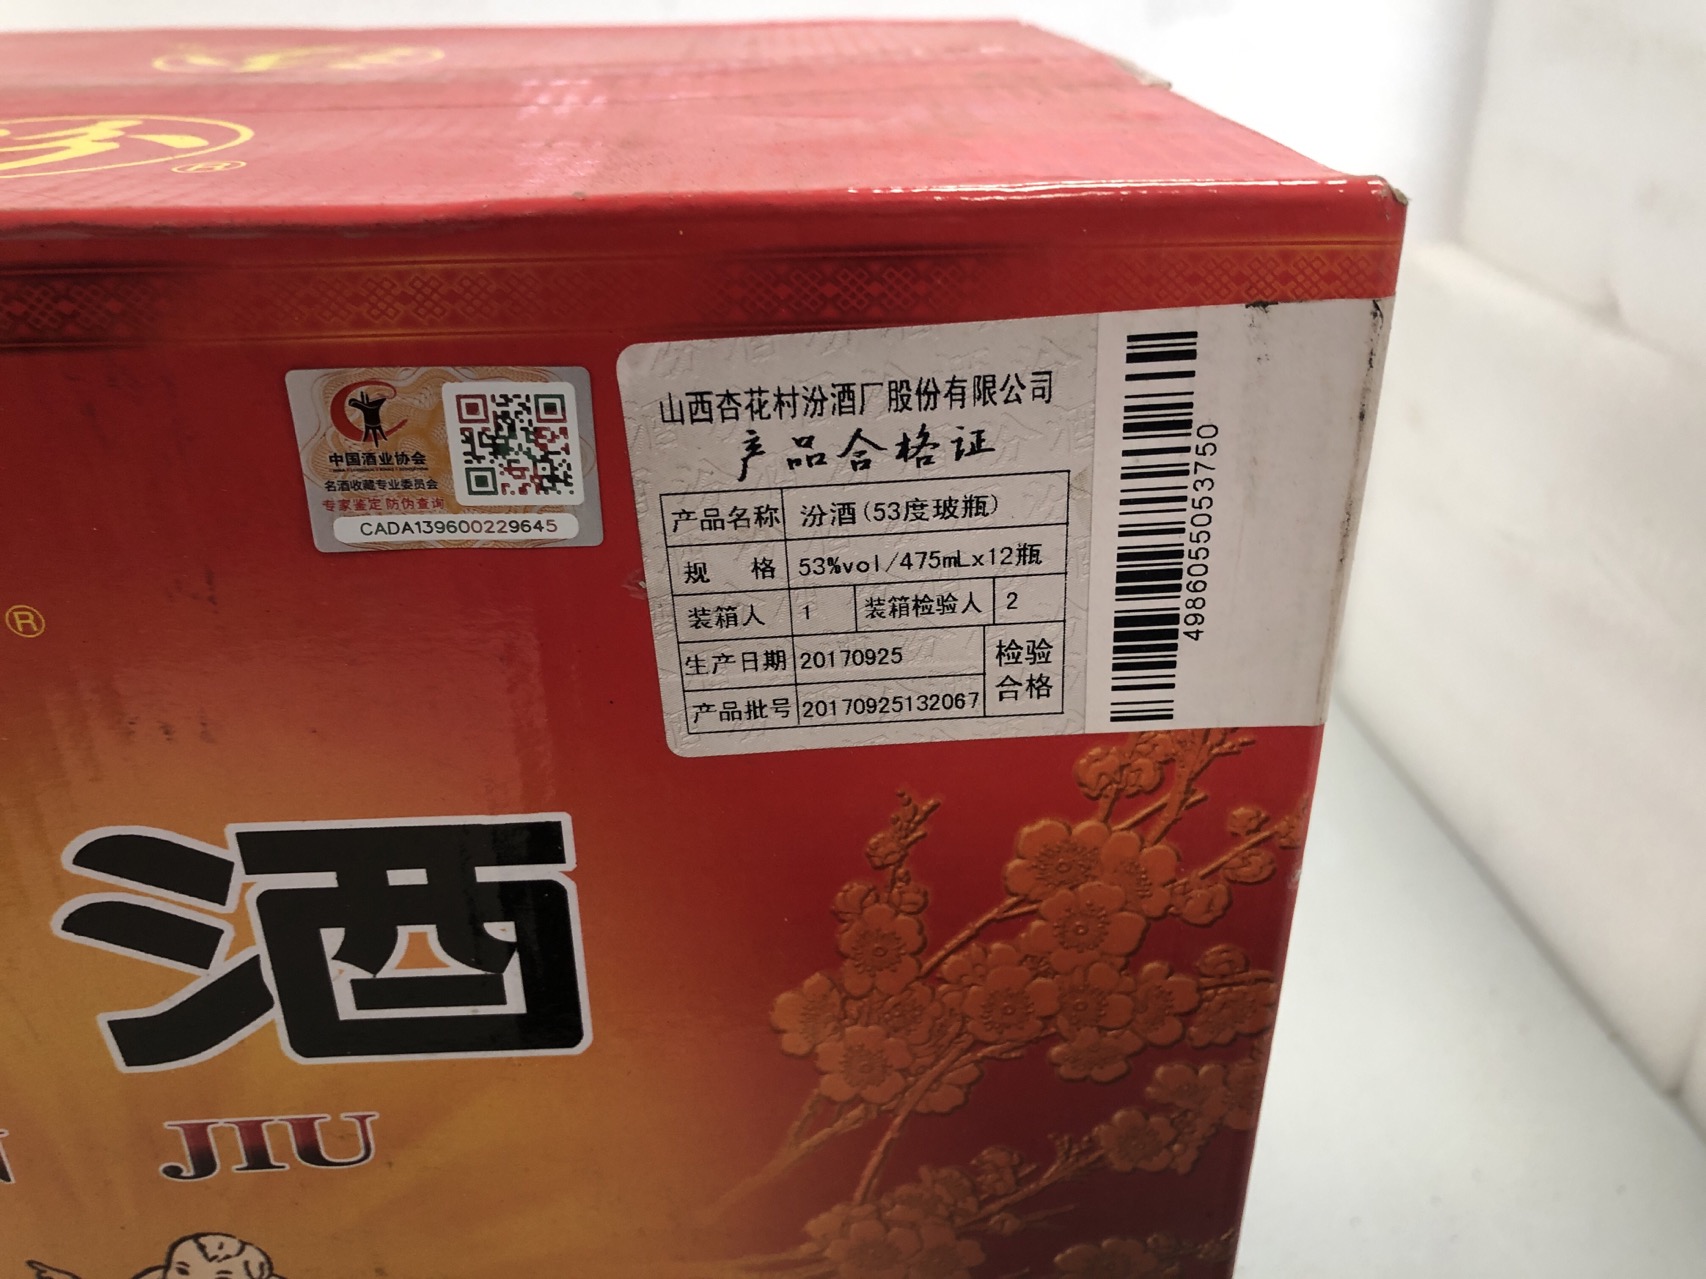 汾
®
中国酒业协会
名酒收藏专业委员会
专家鉴定 防伪查询
CADA139600229645
山西杏花村汾酒厂股份有限公司
产品合格证
产品名称 汾酒(53度玻瓶)
规 格 53%vol/475mLx12瓶
装箱人 1 装箱检验人 2
生产日期 20170925 检验
产品批号 20170925132067 合格
4986055053750
®
酒
N JIU